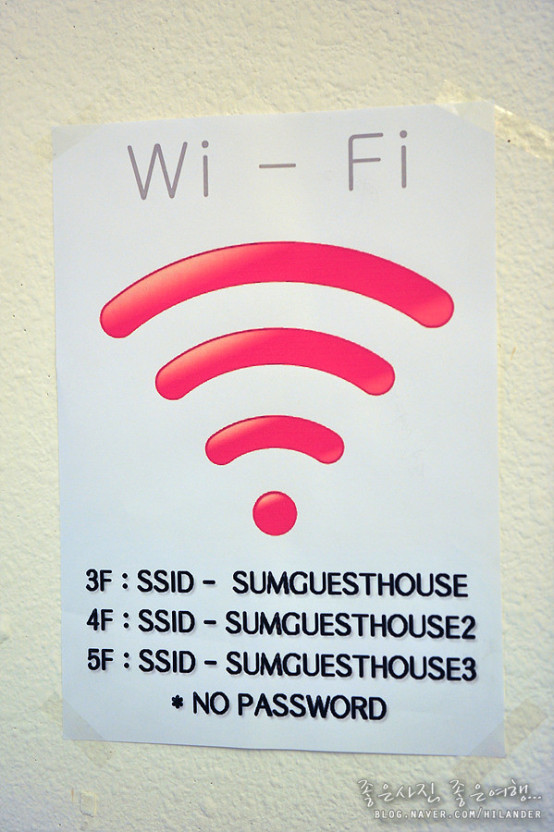 Wi - Fi
3F : SSID - SUMGUESTHOUSE
4F : SSID - SUMGUESTHOUSE2
5F : SSID - SUMGUESTHOUSE3
* NO PASSWORD
좋은사진, 좋은여행...
BLOG.NAVER.COM/HILANDER